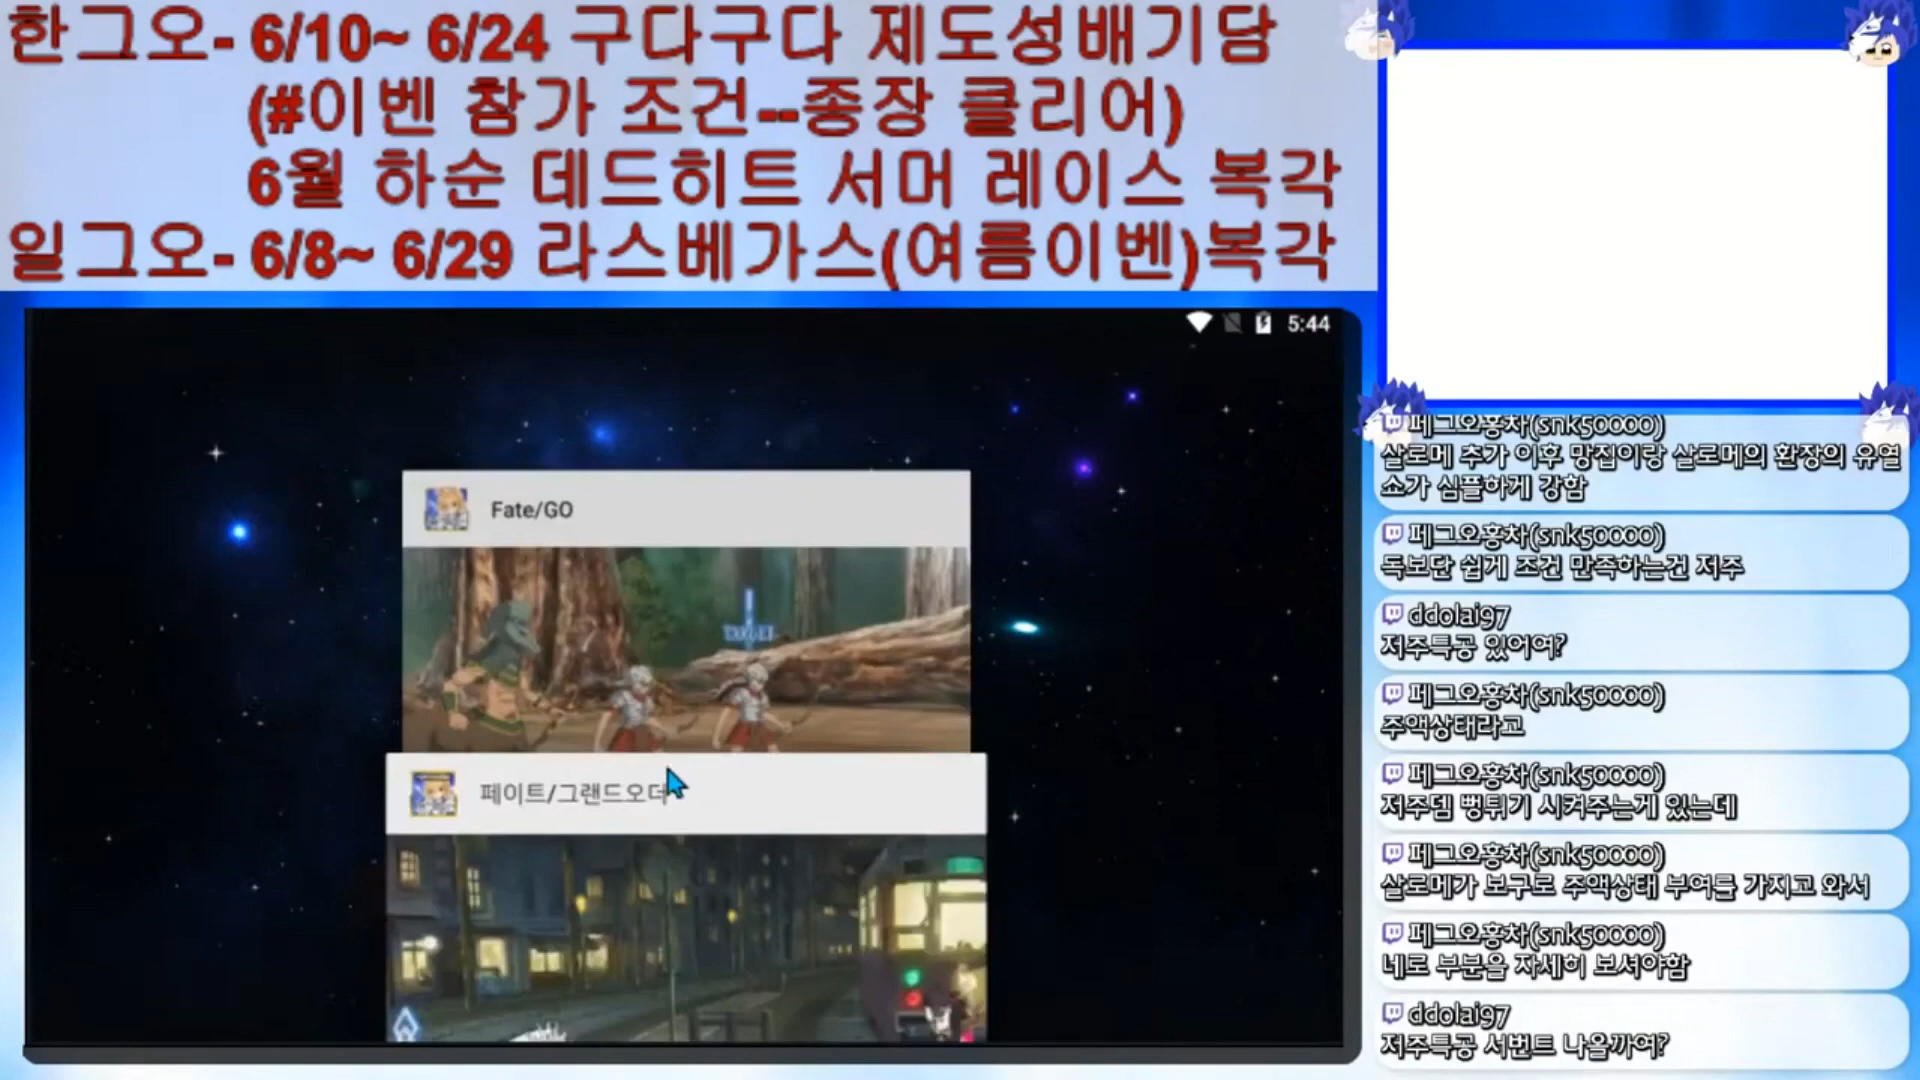 한그오- 6/10~ 6/24 구다구다 제도성배기담
(#이벤 참가 조건--종장 클리어)
6월 하순 데드히트 서머 레이스 복각
일그오- 6/8~ 6/29 라스베가스(여름이벤)복각
5:44
Fate/GO
TARGET
페이트/그랜드오더
페그오홍차(snk50000)
살로메 추가 이후 망집이랑 살로메의 환장의 유열
쇼가 심플하게 강함
페그오홍차(snk50000)
독보단 쉽게 조건 만족하는건 저주
ddolai97
저주특공 있어여?
페그오홍차(snk50000)
주액상태라고
페그오홍차(snk50000)
저주뎀 뻥튀기 시켜주는게 있는데
페그오홍차(snk50000)
살로메가 보구로 주액상태 부여를 가지고 와서
페그오홍차(snk50000)
네로 부분을 자세히 보셔야함
ddolai97
저주특공 서번트 나올까여?